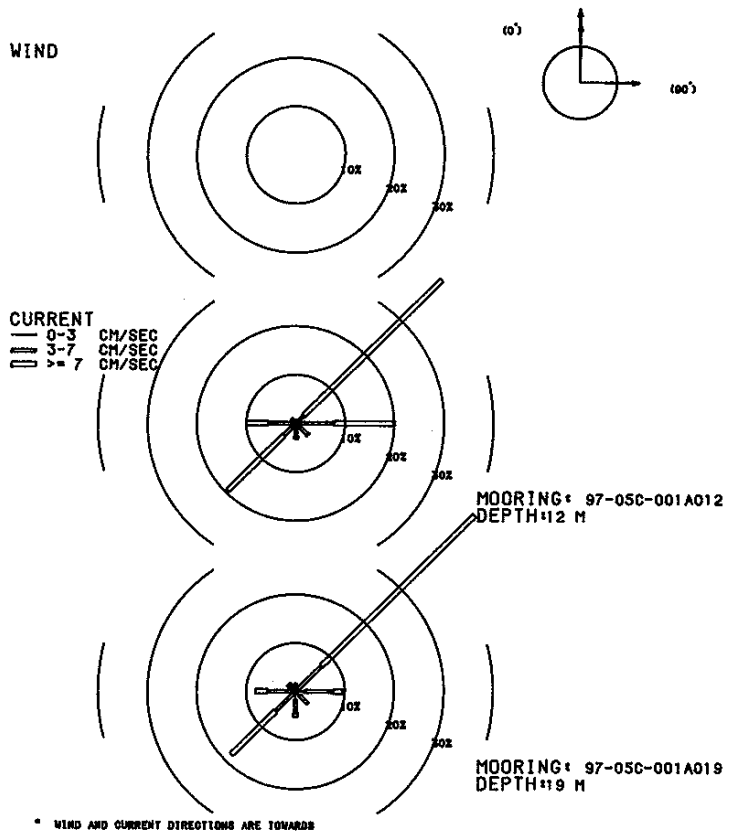 WIND
(0°)
(90°)
10%
20%
30%
CURRENT
0-3 CM/SEC
3-7 CM/SEC
>= 7 CM/SEC
10%
20%
30%
MOORING: 97-05C-001A012
DEPTH:12 M
10%
20%
30%
MOORING: 97-05C-001A019
DEPTH:19 M
* WIND AND CURRENT DIRECTIONS ARE TOWARDS